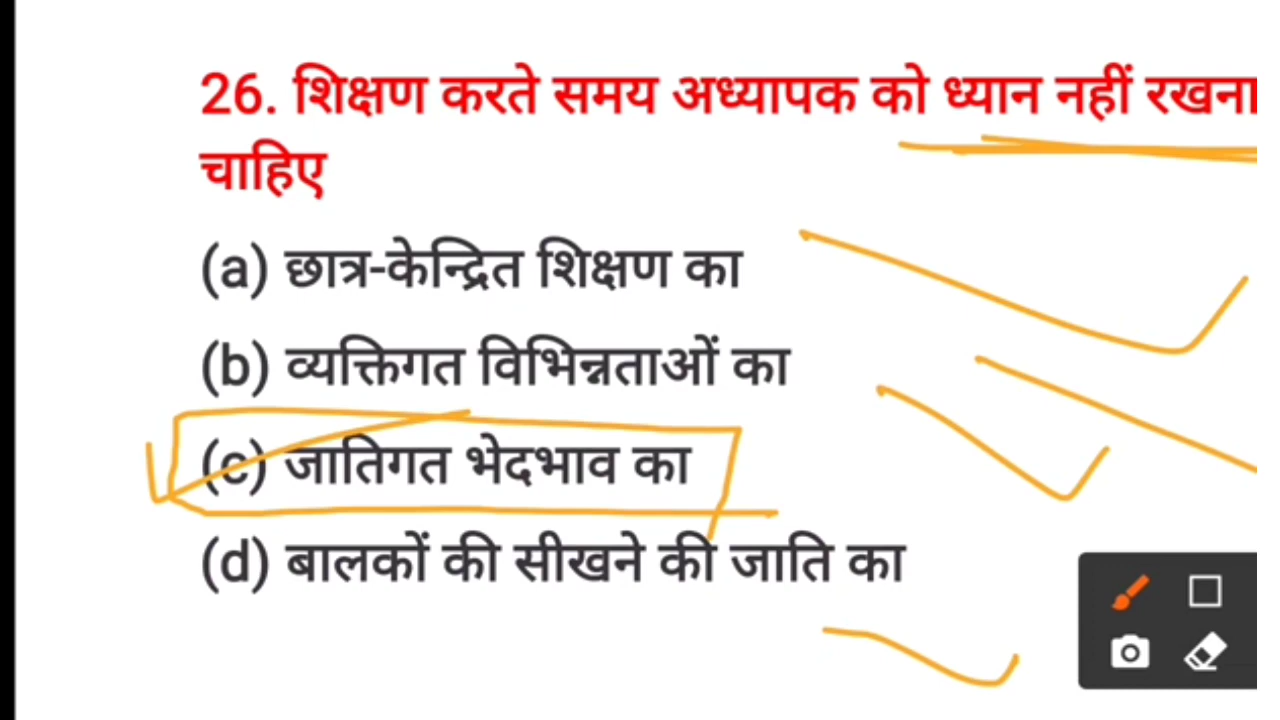 26. शिक्षण करते समय अध्यापक को ध्यान नहीं रखना
चाहिए
(a) छात्र-केन्द्रित शिक्षण का
(b) व्यक्तिगत विभिन्नताओं का
(c) जातिगत भेदभाव का
(d) बालकों की सीखने की जाति का